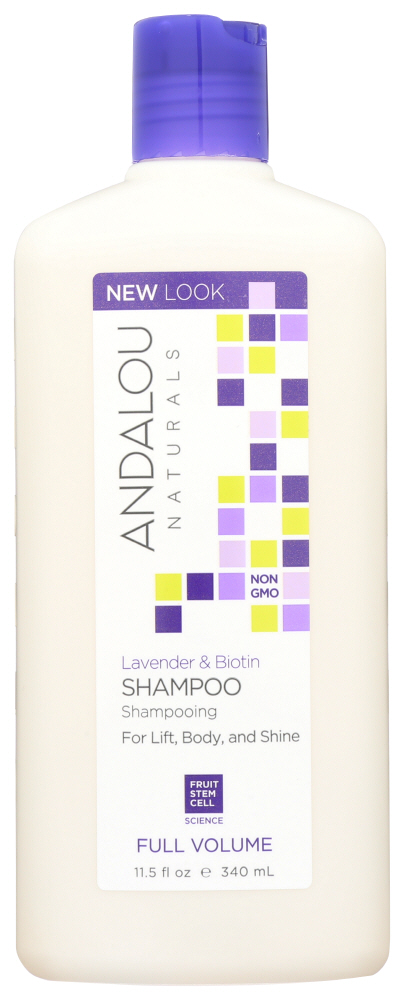 NEW LOOK
ANDALOU
NATURALS
NON
GMO
Lavender & Biotin
SHAMPOO
Shampooing
For Lift, Body, and Shine
FRUIT
STEM
CELL
SCIENCE
FULL VOLUME
11.5 fl oz ℮ 340 mL